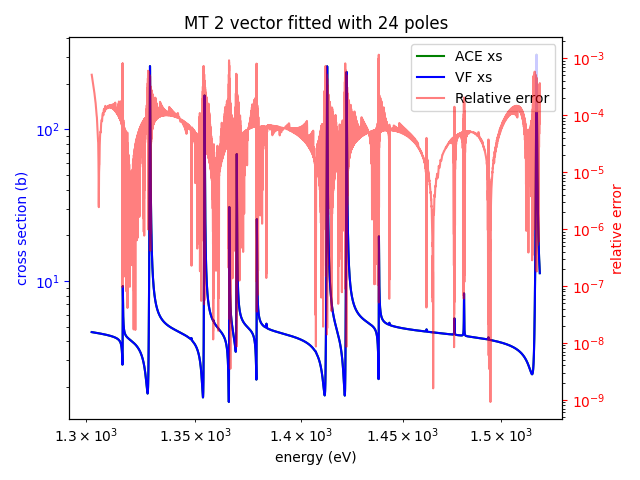 MT 2 vector fitted with 24 poles
ACE xs
VF xs
Relative error
cross section (b)
10²
10¹
relative error
10⁻³
10⁻⁴
10⁻⁵
10⁻⁶
10⁻⁷
10⁻⁸
10⁻⁹
1.3 × 10³ 1.35 × 10³ 1.4 × 10³ 1.45 × 10³ 1.5 × 10³
energy (eV)